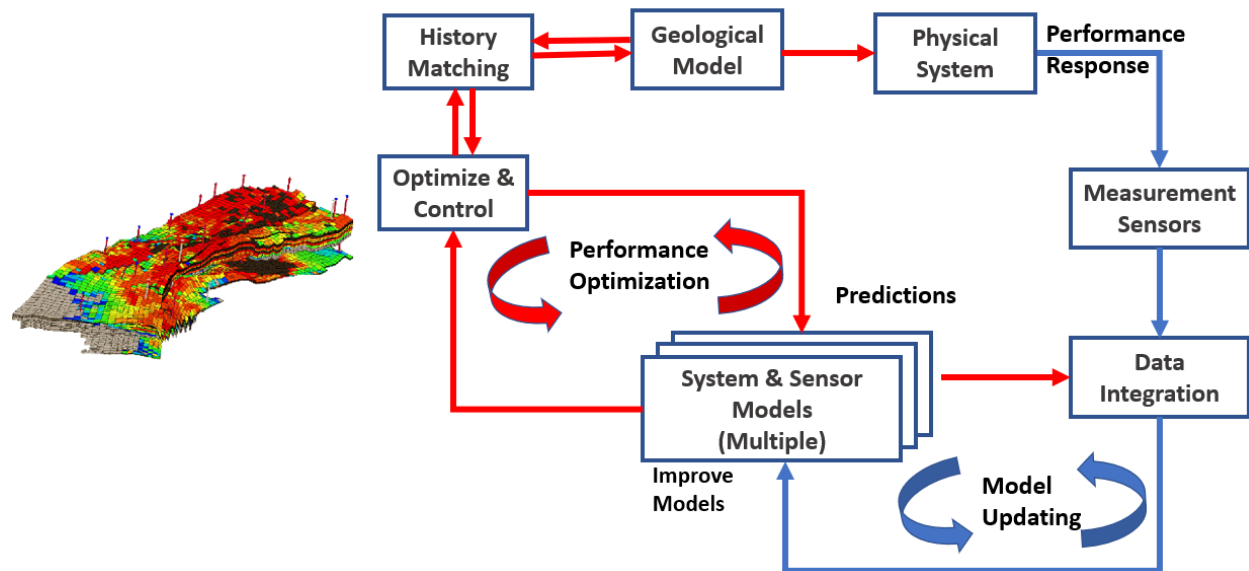 History
Matching
Geological
Model
Physical
System
Performance
Response
Optimize &
Control
Measurement
Sensors
Performance
Optimization
Predictions
System & Sensor
Models
(Multiple)
Data
Integration
Improve
Models
Model
Updating